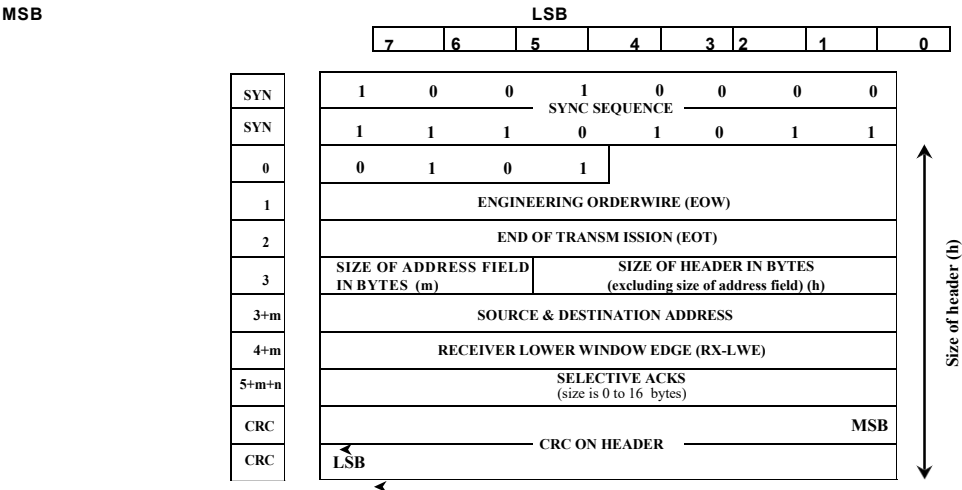 MSB LSB
7 6 5 4 3 2 1 0
SYN 1 0 0 1 0 0 0 0
SYNC SEQUENCE
SYN 1 1 1 0 1 0 1 1
0 0 1 0 1
1 ENGINEERING ORDERWIRE (EOW)
2 END OF TRANSM ISSION (EOT)
3 SIZE OF ADDRESS FIELD SIZE OF HEADER IN BYTES
IN BYTES (m) (excluding size of address field) (h)
3+m SOURCE & DESTINATION ADDRESS
4+m RECEIVER LOWER WINDOW EDGE (RX-LWE)
5+m+n SELECTIVE ACKS
(size is 0 to 16 bytes)
CRC MSB
CRC ON HEADER
CRC LSB
Size of header (h)